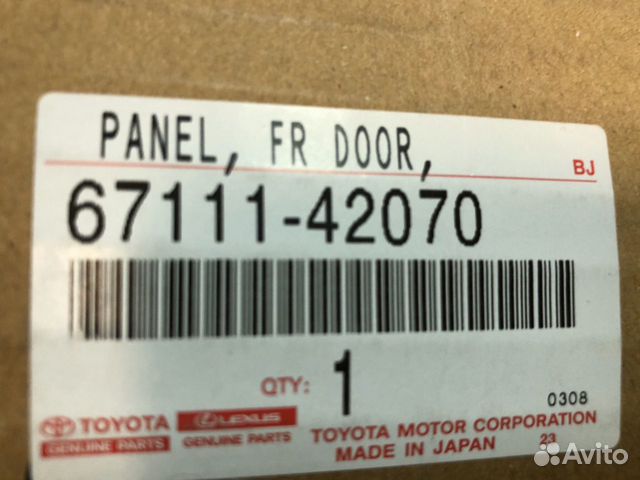 PANEL, FR DOOR,
BJ
67111-42070
QTY: 1
0308
TOYOTA
GENUINE PARTS
LEXUS
GENUINE PARTS
TOYOTA MOTOR CORPORATION
MADE IN JAPAN 23
Avito